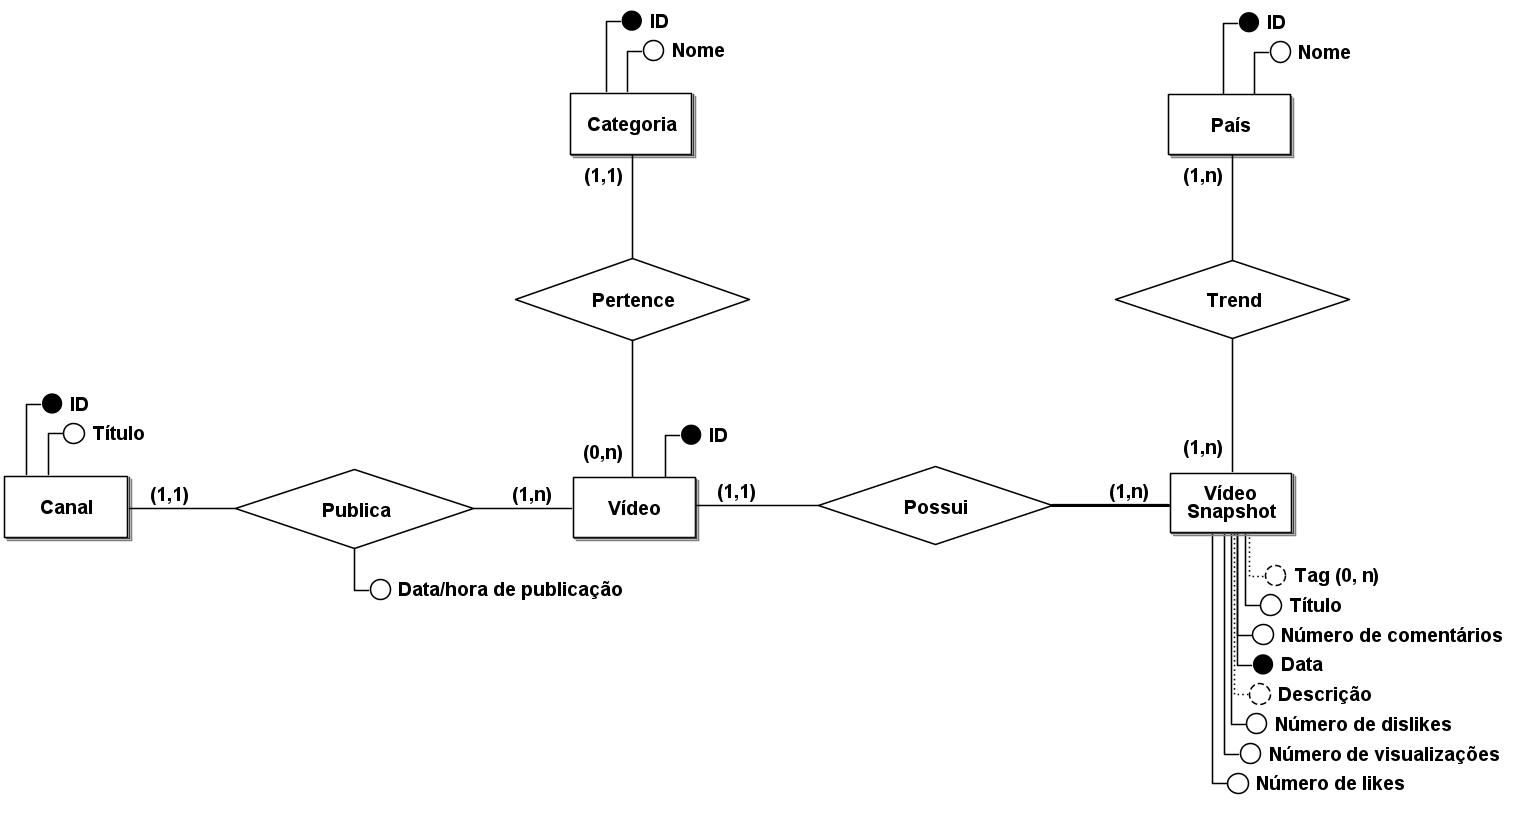 ID
Nome
Categoria
(1,1)
Pertence
(0,n)
ID
Nome
País
(1,n)
Trend
(1,n)
ID
Título
Canal
(1,1)
Publica
Data/hora de publicação
(1,n)
ID
Vídeo
(1,1)
Possui
(1,n)
Vídeo
Snapshot
Tag (0, n)
Título
Número de comentários
Data
Descrição
Número de dislikes
Número de visualizações
Número de likes